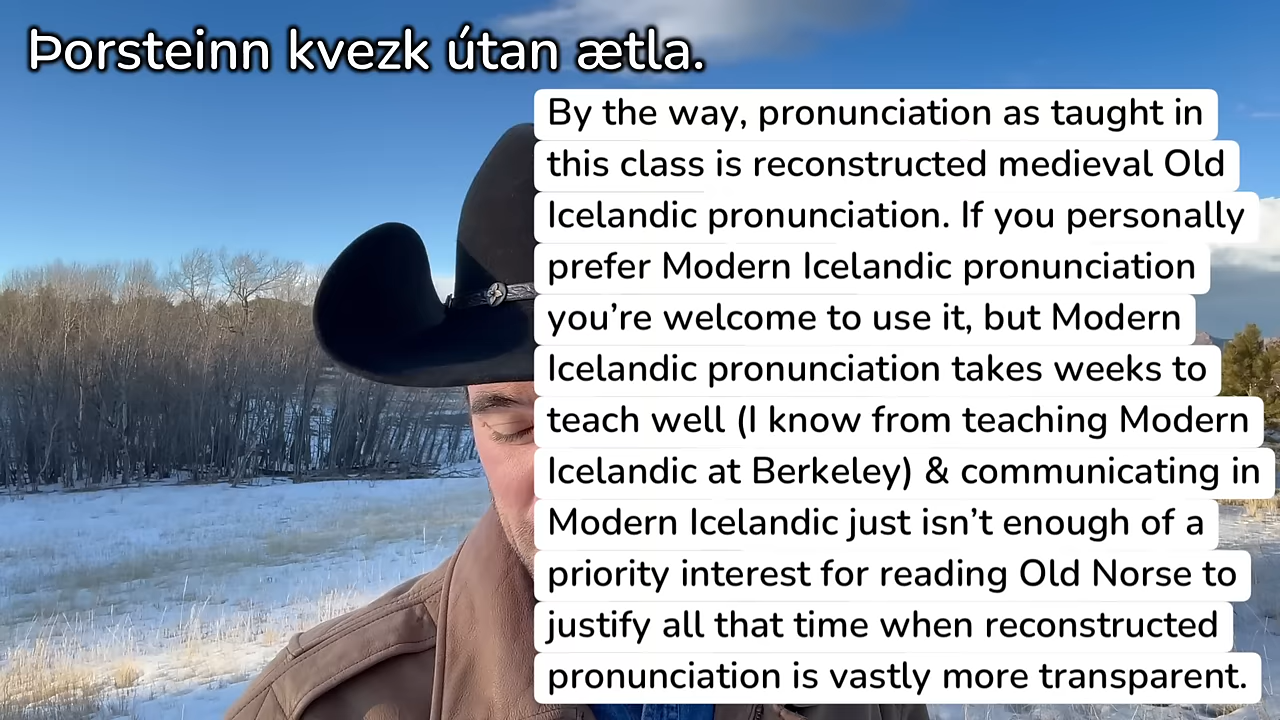 Þorsteinn kvezk útan ætla.
By the way, pronunciation as taught in
this class is reconstructed medieval Old
Icelandic pronunciation. If you personally
prefer Modern Icelandic pronunciation
you’re welcome to use it, but Modern
Icelandic pronunciation takes weeks to
teach well (I know from teaching Modern
Icelandic at Berkeley) & communicating in
Modern Icelandic just isn’t enough of a
priority interest for reading Old Norse to
justify all that time when reconstructed
pronunciation is vastly more transparent.